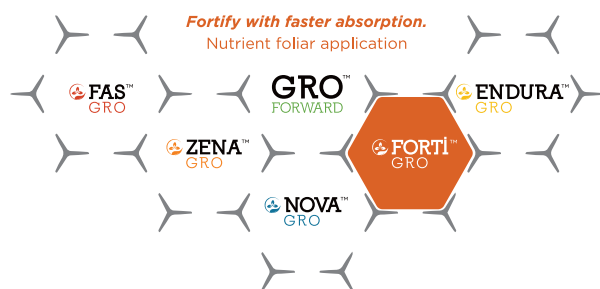 Fortify with faster absorption.
Nutrient foliar application
FAS™
GRO
GRO™
FORWARD
ENDURA™
GRO
ZENA™
GRO
FORTI™
GRO
NOVA™
GRO